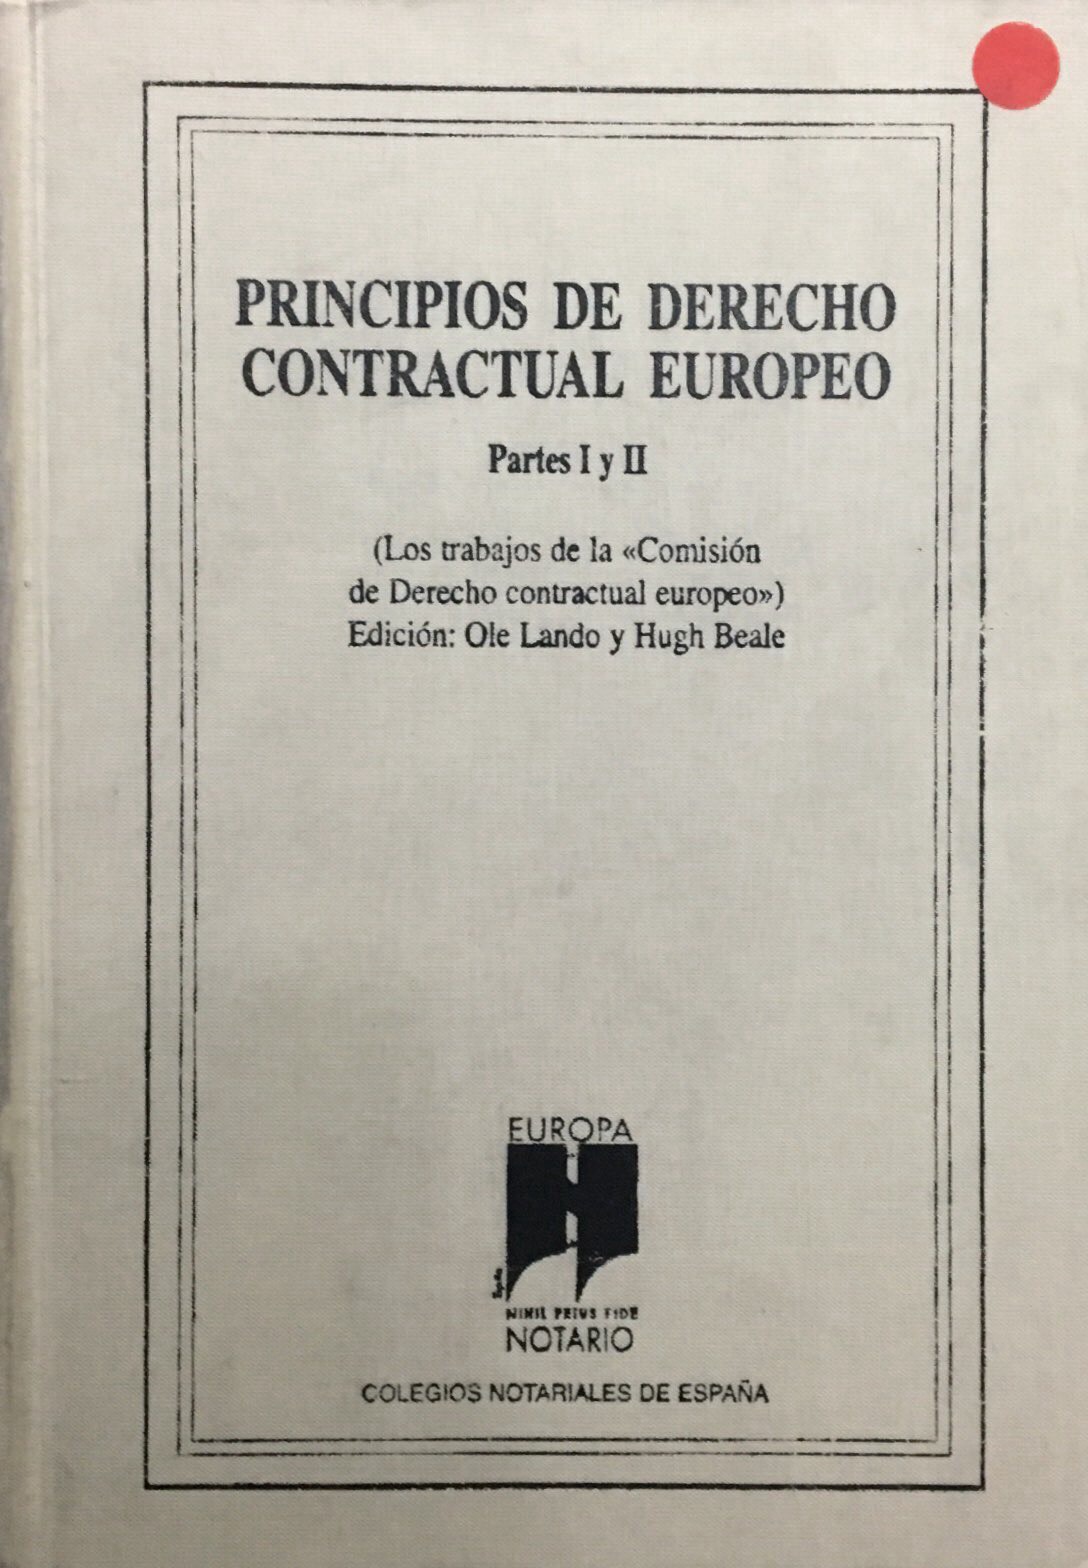 PRINCIPIOS DE DERECHO
CONTRACTUAL EUROPEO
Partes I y II
(Los trabajos de la «Comisión
de Derecho contractual europeo»)
Edición: Ole Lando y Hugh Beale
EUROPA
NIHIL PRIUS FIDE
NOTARIO
COLEGIOS NOTARIALES DE ESPAÑA